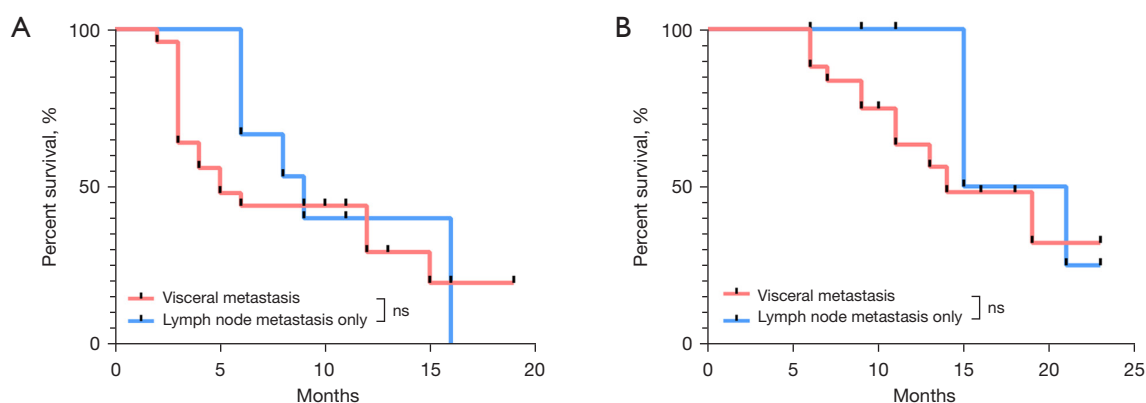 A
Percent survival, %
100
50
0
Visceral metastasis
Lymph node metastasis only
ns
0 5 10 15 20
Months
B
Percent survival, %
100
50
0
Visceral metastasis
Lymph node metastasis only
ns
0 5 10 15 20 25
Months